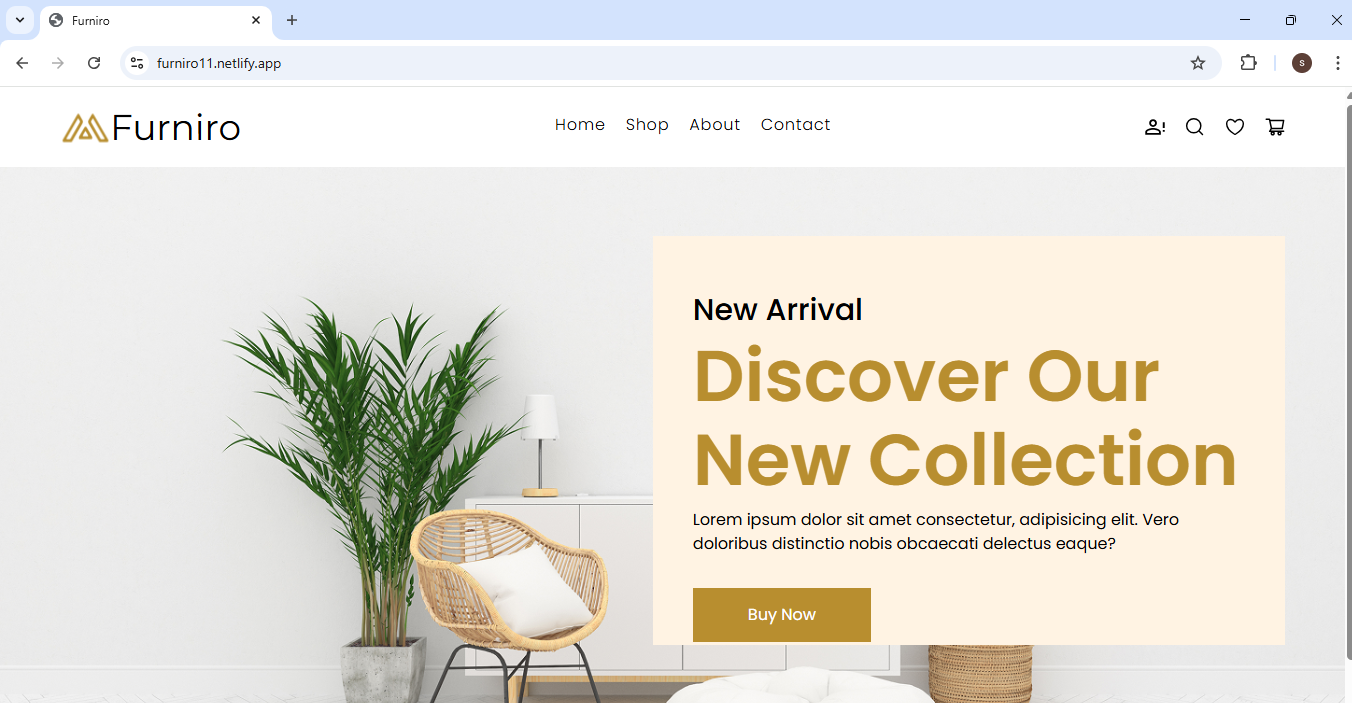 Furniro
furniro11.netlify.app
s
Furniro
Home Shop About Contact
New Arrival
Discover Our
New Collection
Lorem ipsum dolor sit amet consectetur, adipisicing elit. Vero
doloribus distinctio nobis obcaecati delectus eaque?
Buy Now